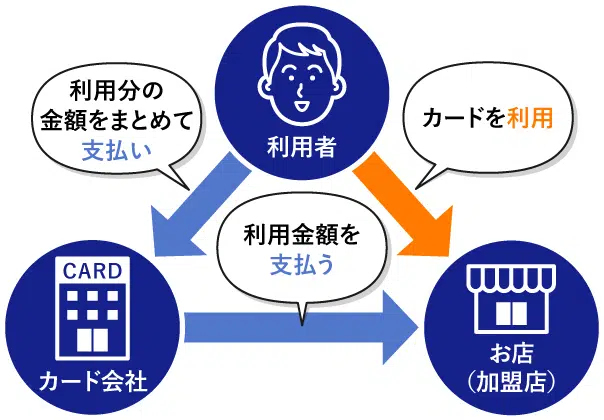 利用者
利用分の
金額をまとめて
支払い
カードを利用
利用金額を
支払う
CARD
カード会社
お店
（加盟店）